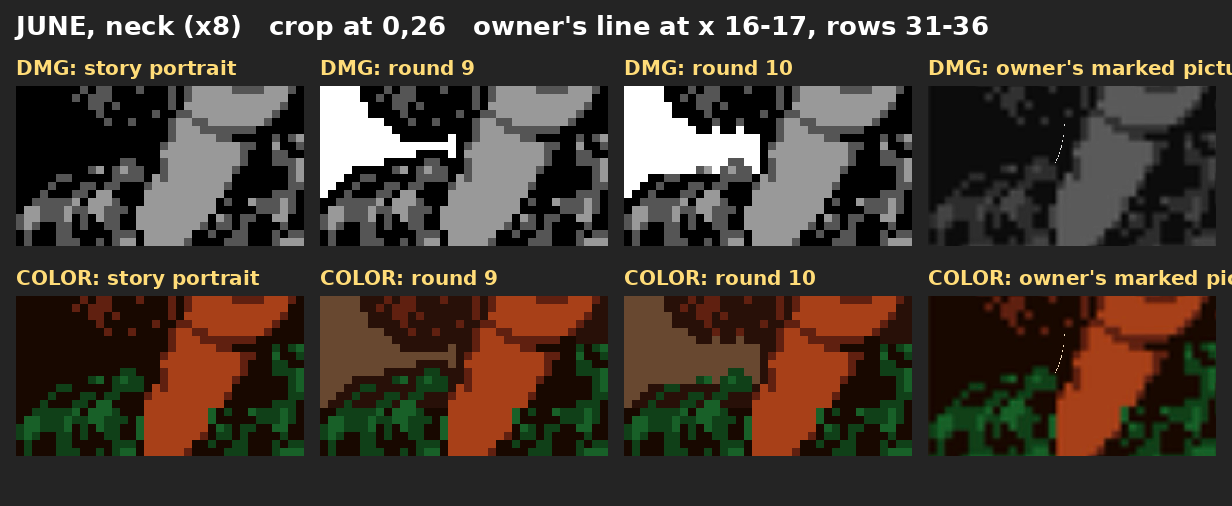 JUNE, neck (x8)   crop at 0,26   owner's line at x 16-17, rows 31-36
DMG: story portrait   DMG: round 9   DMG: round 10   DMG: owner's marked pictu
COLOR: story portrait   COLOR: round 9   COLOR: round 10   COLOR: owner's marked pic